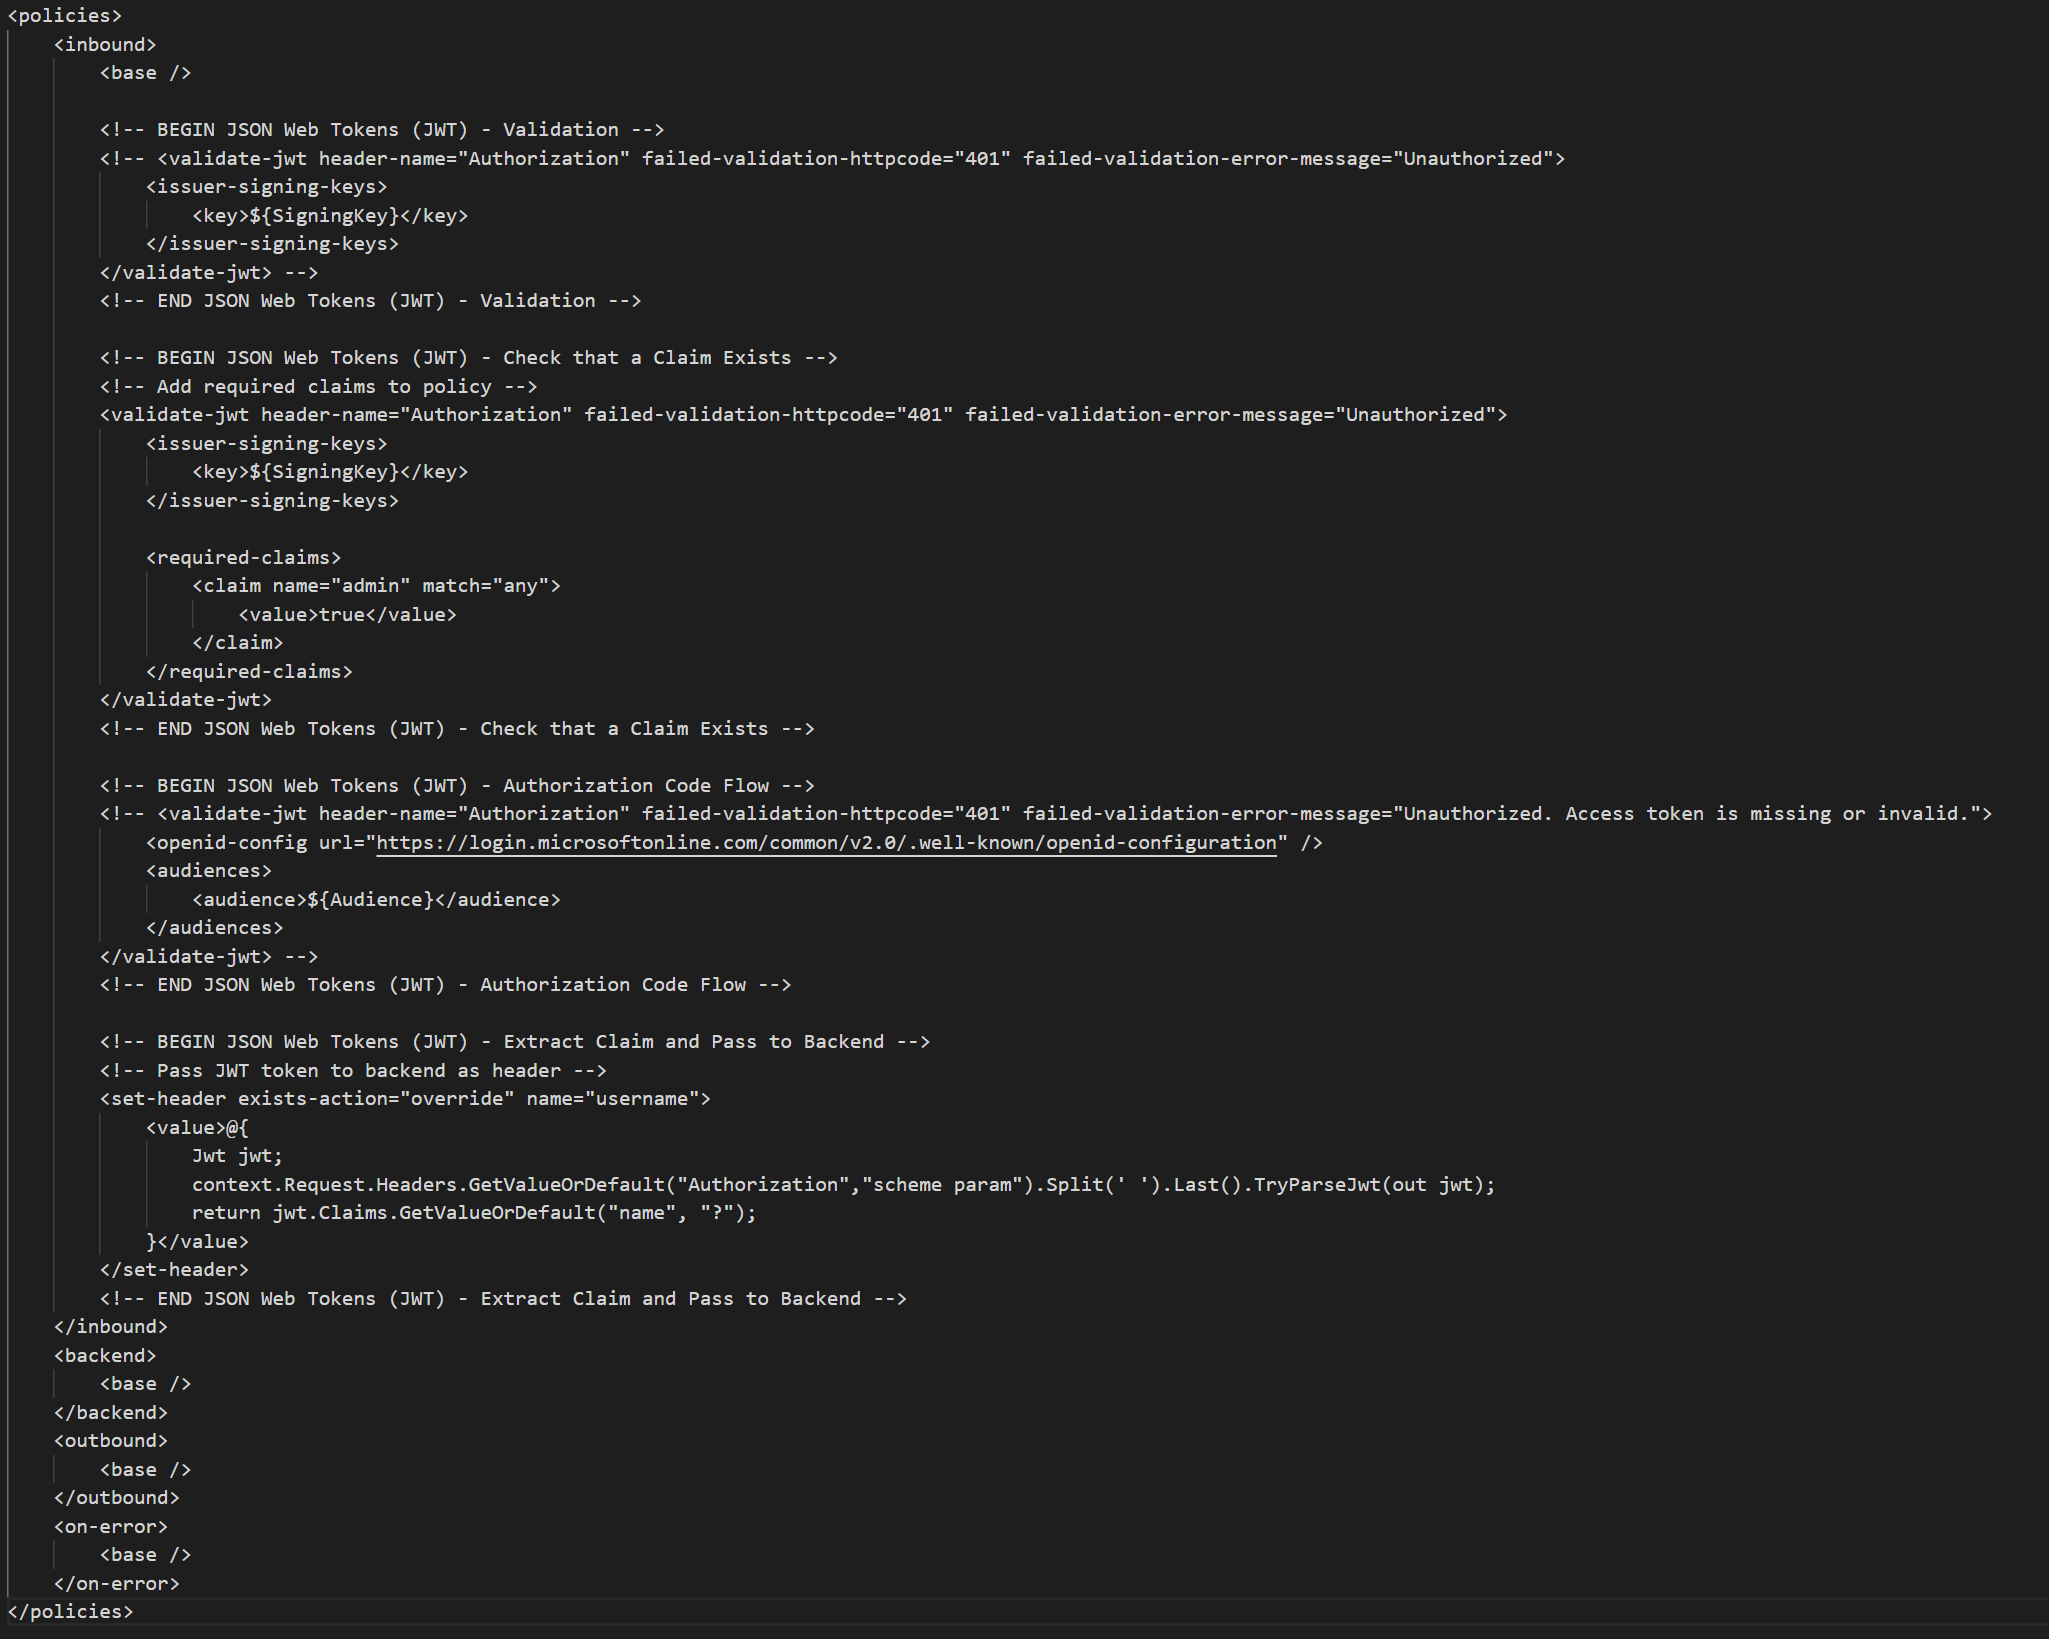 <policies>
    <inbound>
        <base />

        <!-- BEGIN JSON Web Tokens (JWT) - Validation -->
        <!-- <validate-jwt header-name="Authorization" failed-validation-httpcode="401" failed-validation-error-message="Unauthorized">
            <issuer-signing-keys>
                <key>${SigningKey}</key>
            </issuer-signing-keys>
        </validate-jwt> -->
        <!-- END JSON Web Tokens (JWT) - Validation -->

        <!-- BEGIN JSON Web Tokens (JWT) - Check that a Claim Exists -->
        <!-- Add required claims to policy -->
        <validate-jwt header-name="Authorization" failed-validation-httpcode="401" failed-validation-error-message="Unauthorized">
            <issuer-signing-keys>
                <key>${SigningKey}</key>
            </issuer-signing-keys>

            <required-claims>
                <claim name="admin" match="any">
                    <value>true</value>
                </claim>
            </required-claims>
        </validate-jwt>
        <!-- END JSON Web Tokens (JWT) - Check that a Claim Exists -->

        <!-- BEGIN JSON Web Tokens (JWT) - Authorization Code Flow -->
        <!-- <validate-jwt header-name="Authorization" failed-validation-httpcode="401" failed-validation-error-message="Unauthorized. Access token is missing or invalid.">
            <openid-config url="https://login.microsoftonline.com/common/v2.0/.well-known/openid-configuration" />
            <audiences>
                <audience>${Audience}</audience>
            </audiences>
        </validate-jwt> -->
        <!-- END JSON Web Tokens (JWT) - Authorization Code Flow -->

        <!-- BEGIN JSON Web Tokens (JWT) - Extract Claim and Pass to Backend -->
        <!-- Pass JWT token to backend as header -->
        <set-header exists-action="override" name="username">
            <value>@{
                Jwt jwt;
                context.Request.Headers.GetValueOrDefault("Authorization","scheme param").Split(' ').Last().TryParseJwt(out jwt);
                return jwt.Claims.GetValueOrDefault("name", "?");
            }</value>
        </set-header>
        <!-- END JSON Web Tokens (JWT) - Extract Claim and Pass to Backend -->
    </inbound>
    <backend>
        <base />
    </backend>
    <outbound>
        <base />
    </outbound>
    <on-error>
        <base />
    </on-error>
</policies>